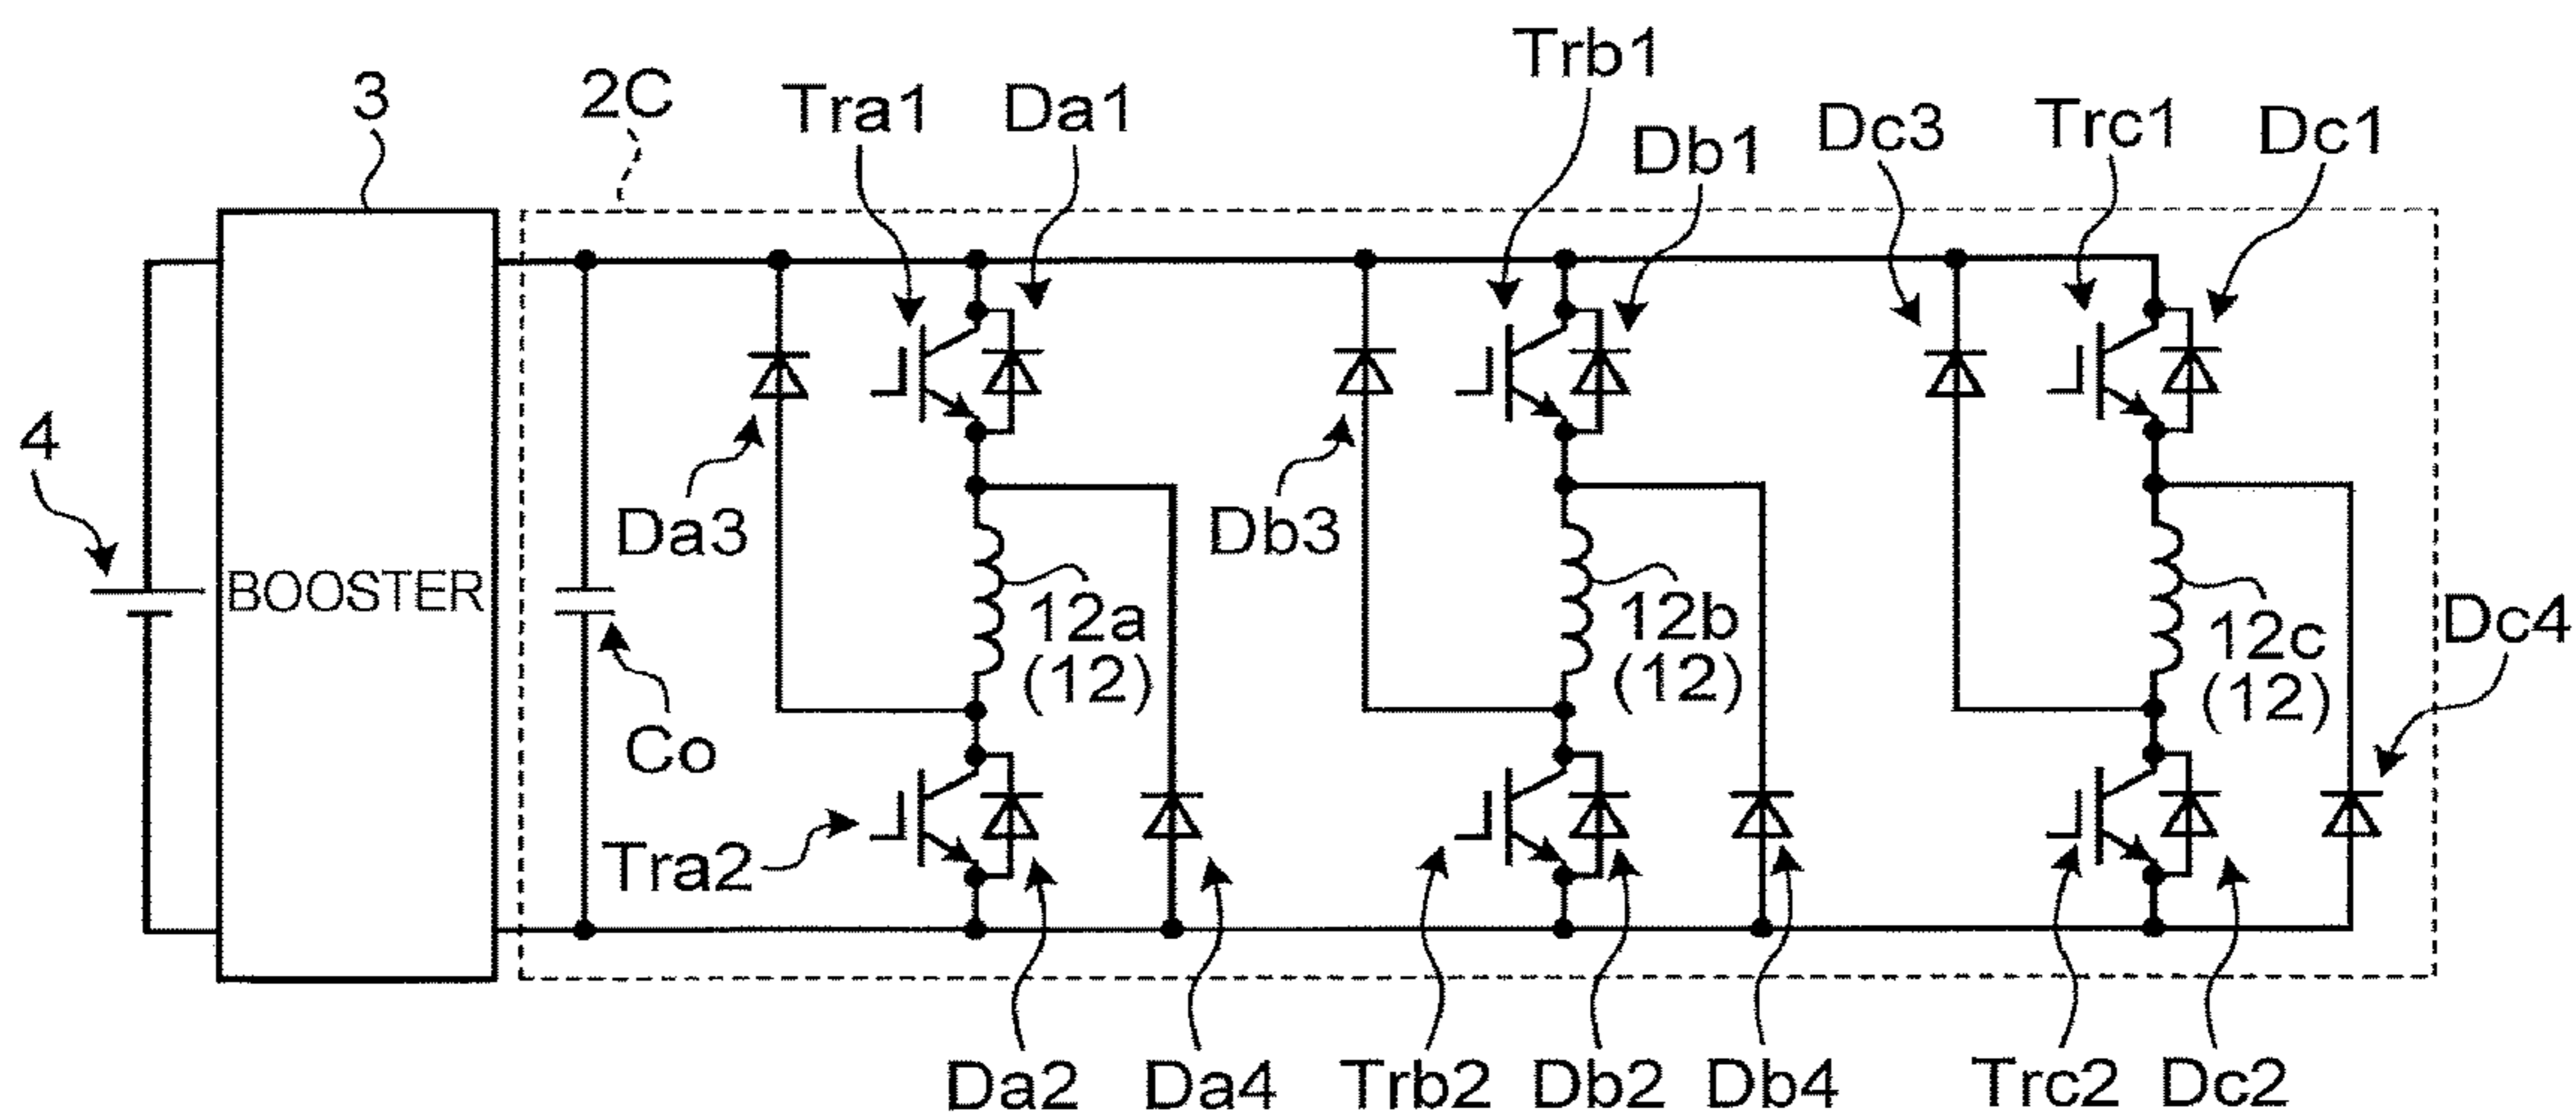 3
2C
Tra1
Da1
Trb1
Db1
Dc3
Trc1
Dc1
4
BOOSTER
Da3
Db3
12a
(12)
12b
(12)
12c
(12)
Dc4
Co
Tra2
Da2
Da4
Trb2
Db2
Db4
Trc2
Dc2